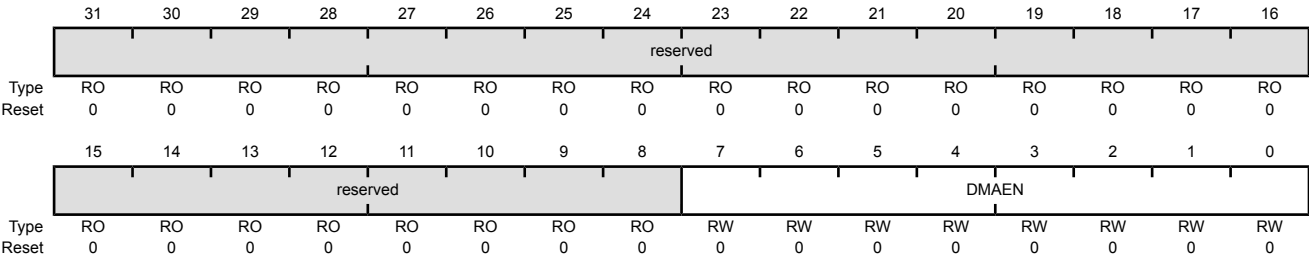 31 30 29 28 27 26 25 24 23 22 21 20 19 18 17 16
reserved
Type RO RO RO RO RO RO RO RO RO RO RO RO RO RO RO RO
Reset 0 0 0 0 0 0 0 0 0 0 0 0 0 0 0 0
15 14 13 12 11 10 9 8 7 6 5 4 3 2 1 0
reserved DMAEN
Type RO RO RO RO RO RO RO RO RW RW RW RW RW RW RW RW
Reset 0 0 0 0 0 0 0 0 0 0 0 0 0 0 0 0